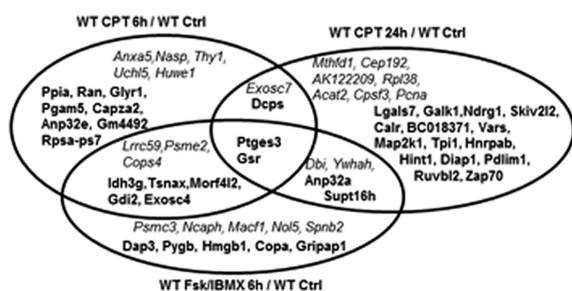 WT CPT 6h / WT Ctrl
WT CPT 24h / WT Ctrl
Anxa5,Nasp, Thy1,
Uchl5, Huwe1
Ppia, Ran, Glyr1,
Pgam5, Capza2,
Anp32e, Gm4492
Rpsa-ps7
Exosc7
Dcps
Mthfd1, Cep192,
AK122209, Rpl38,
Acat2, Cpsf3, Pcna
Lgals7, Galk1,Ndrg1, Skiv2l2,
Calr, BC018371, Vars,
Map2k1, Tpi1, Hnrpab,
Hint1, Diap1, Pdlim1,
Ruvbl2, Zap70
Lrrc59,Psme2,
Cops4
Idh3g,Tsnax,Morf4l2,
Gdi2, Exosc4
Ptges3
Gsr
Dbi, Ywhah,
Anp32a
Supt16h
Psmc3, Ncaph, Macf1, Nol5, Spnb2
Dap3, Pygb, Hmgb1, Copa, Gripap1
WT Fsk/IBMX 6h / WT Ctrl